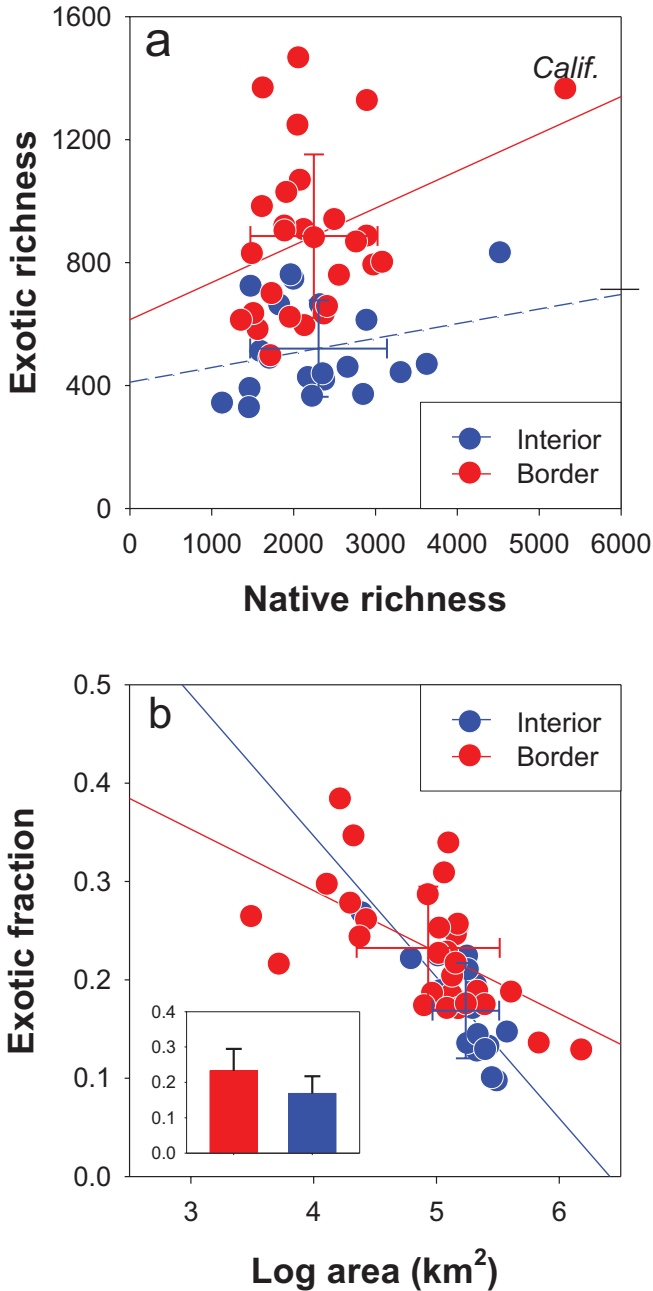 a
Calif.
Exotic richness
1600
1200
800
400
0
Interior
Border
0 1000 2000 3000 4000 5000 6000
Native richness
b
Interior
Border
Exotic fraction
0.5
0.4
0.3
0.2
0.1
0.0
0.4
0.3
0.2
0.1
0.0
3 4 5 6
Log area (km²)